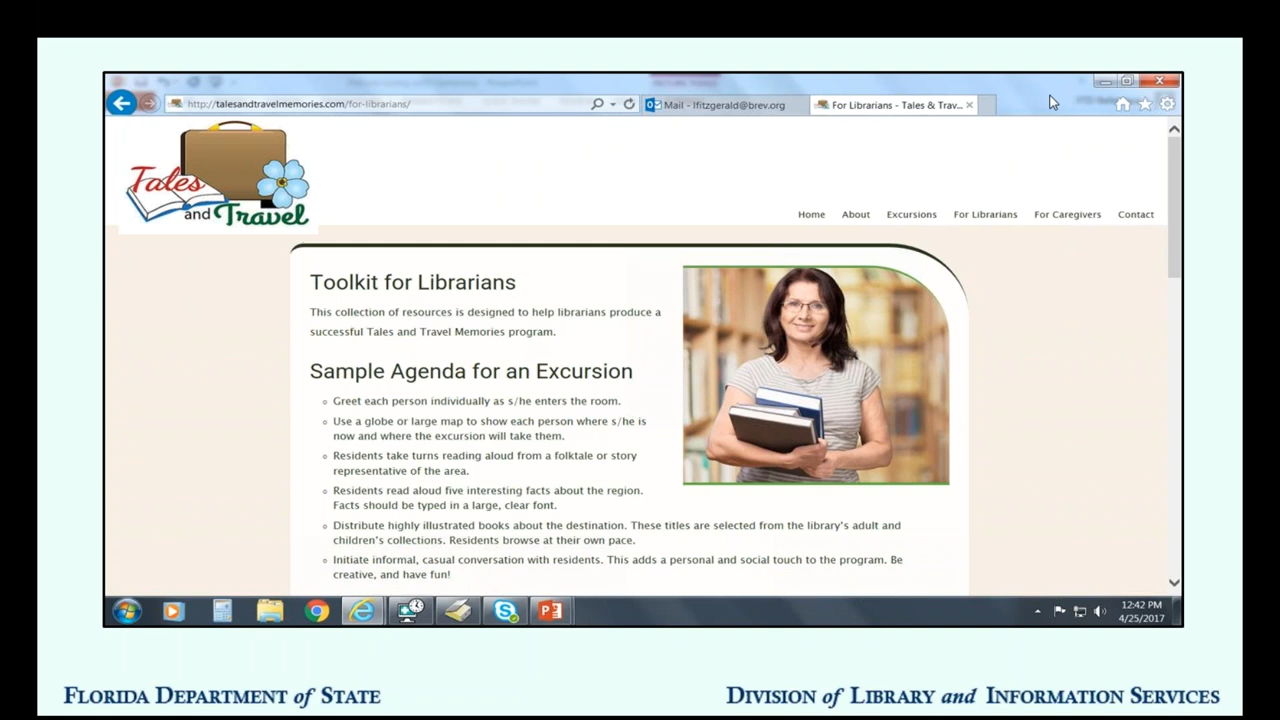 http://talesandtravelmemories.com/for-librarians/
Mail - lfitzgerald@brev.org
For Librarians - Tales & Trav...
Tales
and Travel
Home About Excursions For Librarians For Caregivers Contact
Toolkit for Librarians
This collection of resources is designed to help librarians produce a
successful Tales and Travel Memories program.
Sample Agenda for an Excursion
Greet each person individually as s/he enters the room.
Use a globe or large map to show each person where s/he is
now and where the excursion will take them.
Residents take turns reading aloud from a folktale or story
representative of the area.
Residents read aloud five interesting facts about the region.
Facts should be typed in a large, clear font.
Distribute highly illustrated books about the destination. These titles are selected from the library's adult and
children's collections. Residents browse at their own pace.
Initiate informal, casual conversation with residents. This adds a personal and social touch to the program. Be
creative, and have fun!
12:42 PM
4/25/2017
FLORIDA DEPARTMENT of STATE
DIVISION of LIBRARY and INFORMATION SERVICES